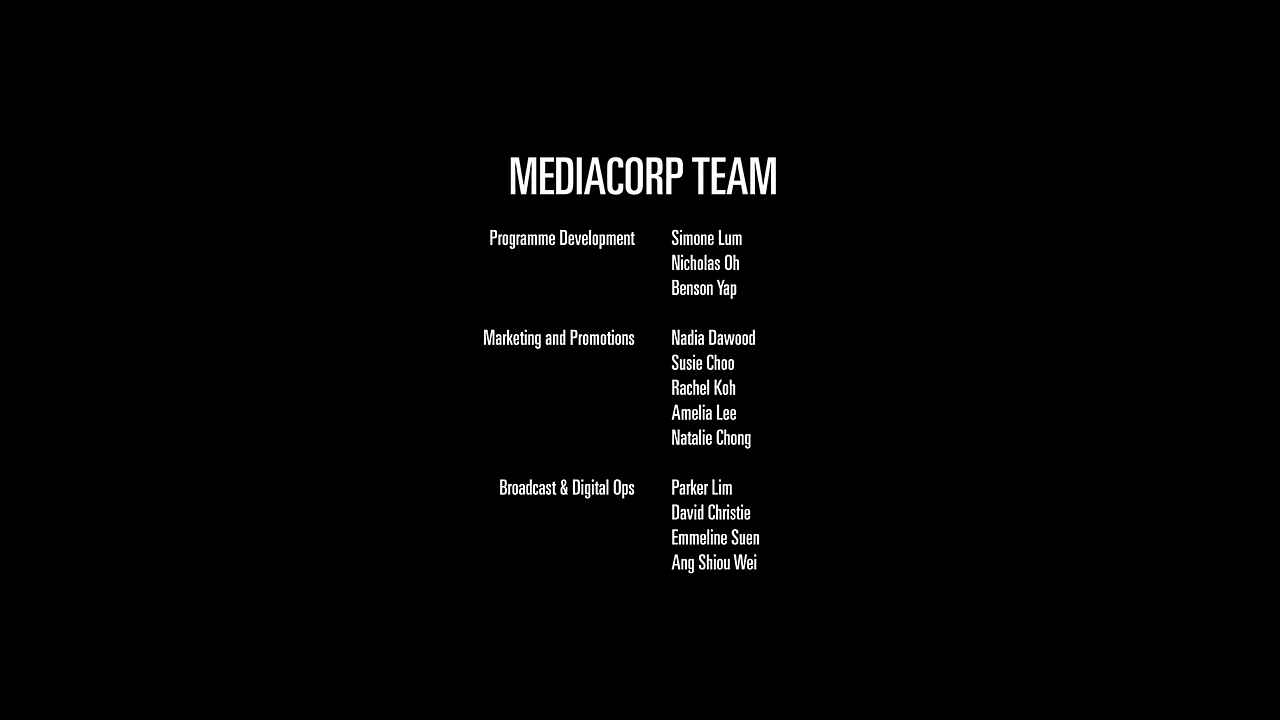 MEDIACORP TEAM
Programme Development Simone Lum
Nicholas Oh
Benson Yap
Marketing and Promotions Nadia Dawood
Susie Choo
Rachel Koh
Amelia Lee
Natalie Chong
Broadcast & Digital Ops Parker Lim
David Christie
Emmeline Suen
Ang Shiou Wei